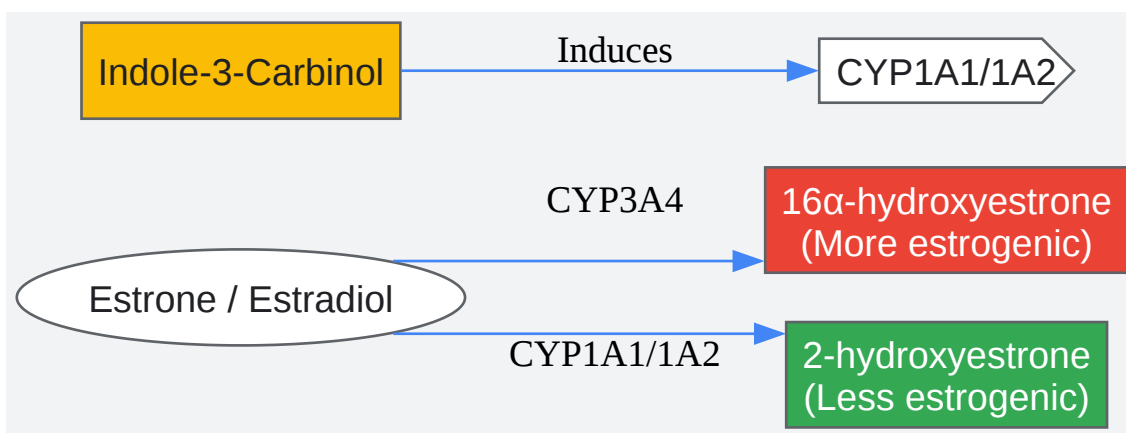 Indole-3-Carbinol
Induces
CYP1A1/1A2
CYP3A4
16α-hydroxyestrone
(More estrogenic)
Estrone / Estradiol
CYP1A1/1A2
2-hydroxyestrone
(Less estrogenic)